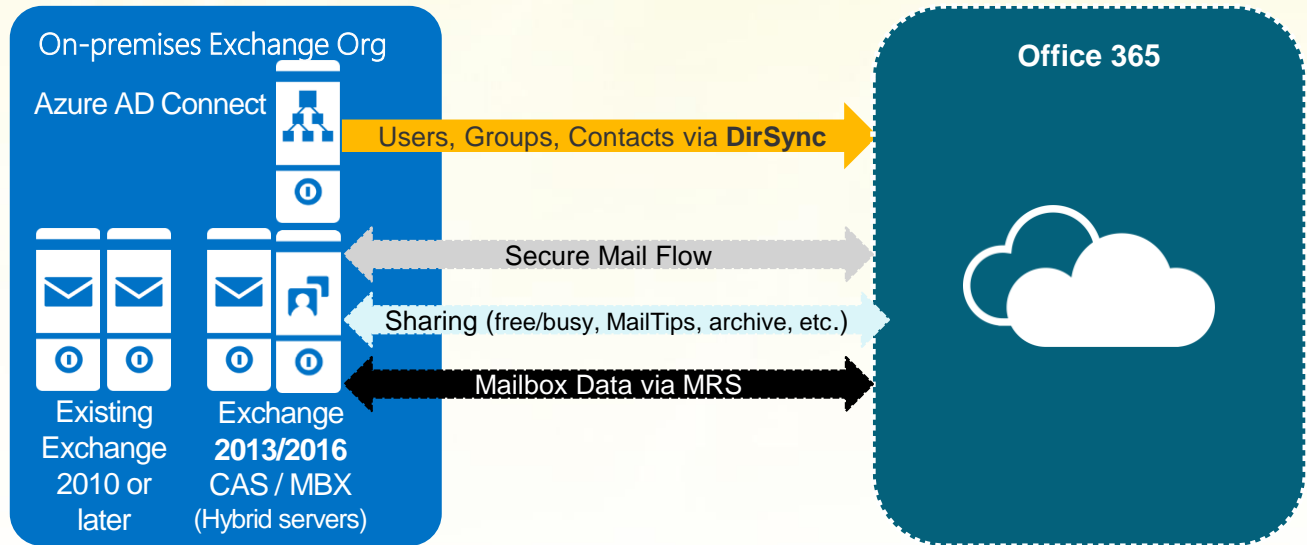 On-premises Exchange Org
Office 365
Azure AD Connect
Users, Groups, Contacts via DirSync
Secure Mail Flow
Sharing (free/busy, MailTips, archive, etc.)
Mailbox Data via MRS
Existing
Exchange
2010 or
later
Exchange
2013/2016
CAS / MBX
(Hybrid servers)